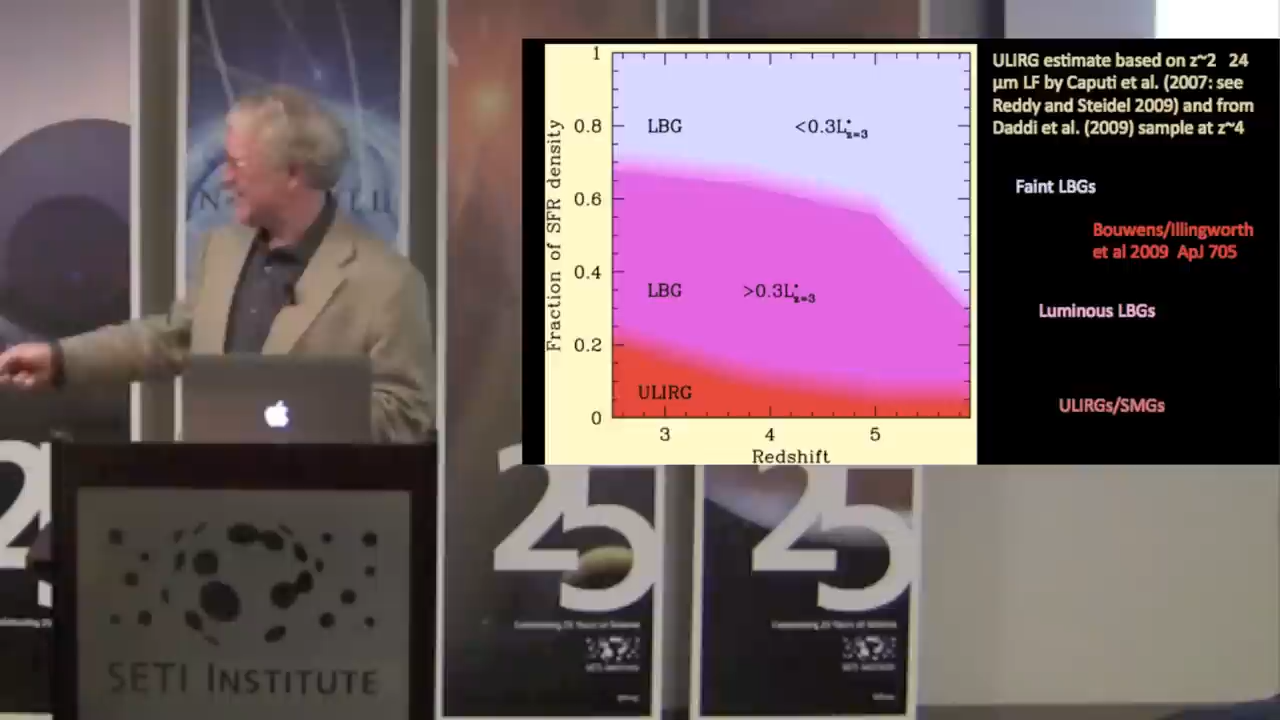 ULIRG estimate based on z~2 24
µm LF by Caputi et al. (2007: see
Reddy and Steidel 2009) and from
Daddi et al. (2009) sample at z~4
Faint LBGs
Bouwens/Illingworth
et al 2009 ApJ 705
Luminous LBGs
ULIRGs/SMGs
Fraction of SFR density
1
0.8
0.6
0.4
0.2
0
LBG <0.3L*z=3
LBG >0.3L*z=3
ULIRG
3 4 5
Redshift
25
25
SETI INSTITUTE